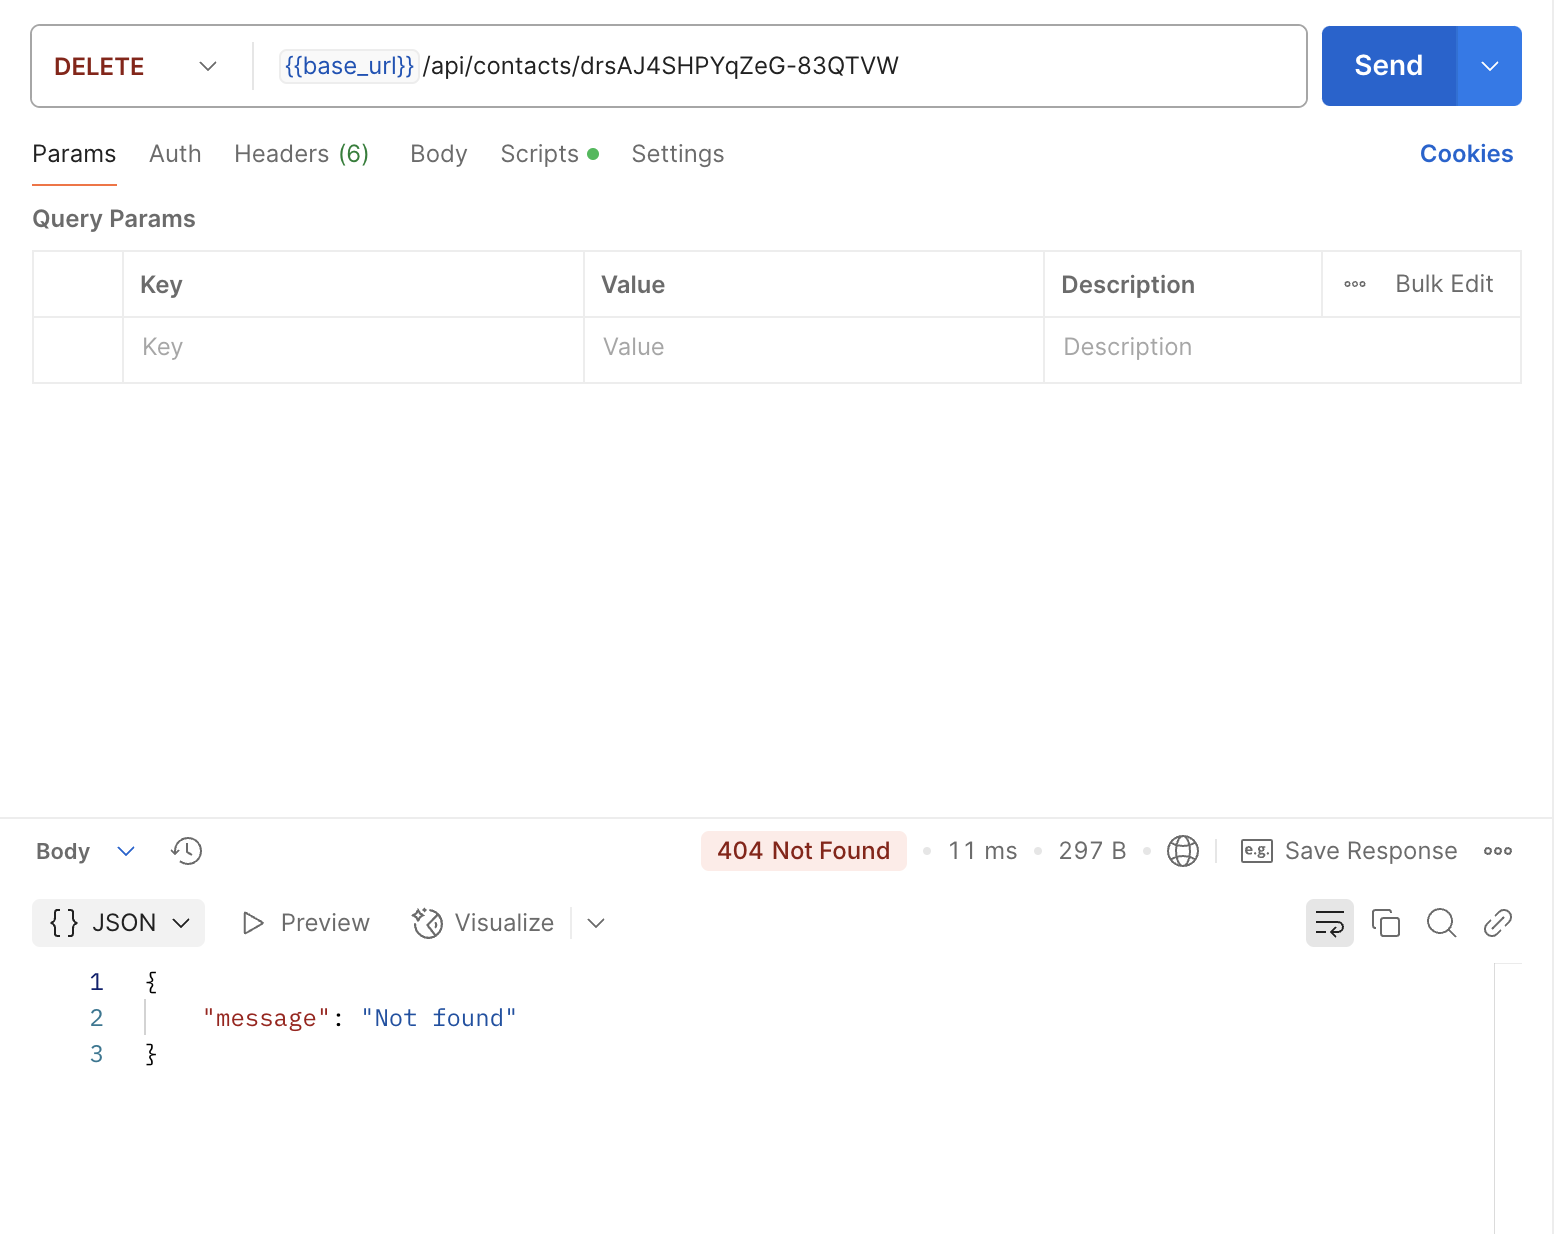 DELETE {{base_url}}/api/contacts/drsAJ4SHPYqZeG-83QTVW Send
Params Auth Headers (6) Body Scripts Settings Cookies
Query Params
Key Value Description Bulk Edit
Key Value Description
Body 404 Not Found 11 ms 297 B e.g. Save Response
{} JSON Preview Visualize
1 {
2 "message": "Not found"
3 }